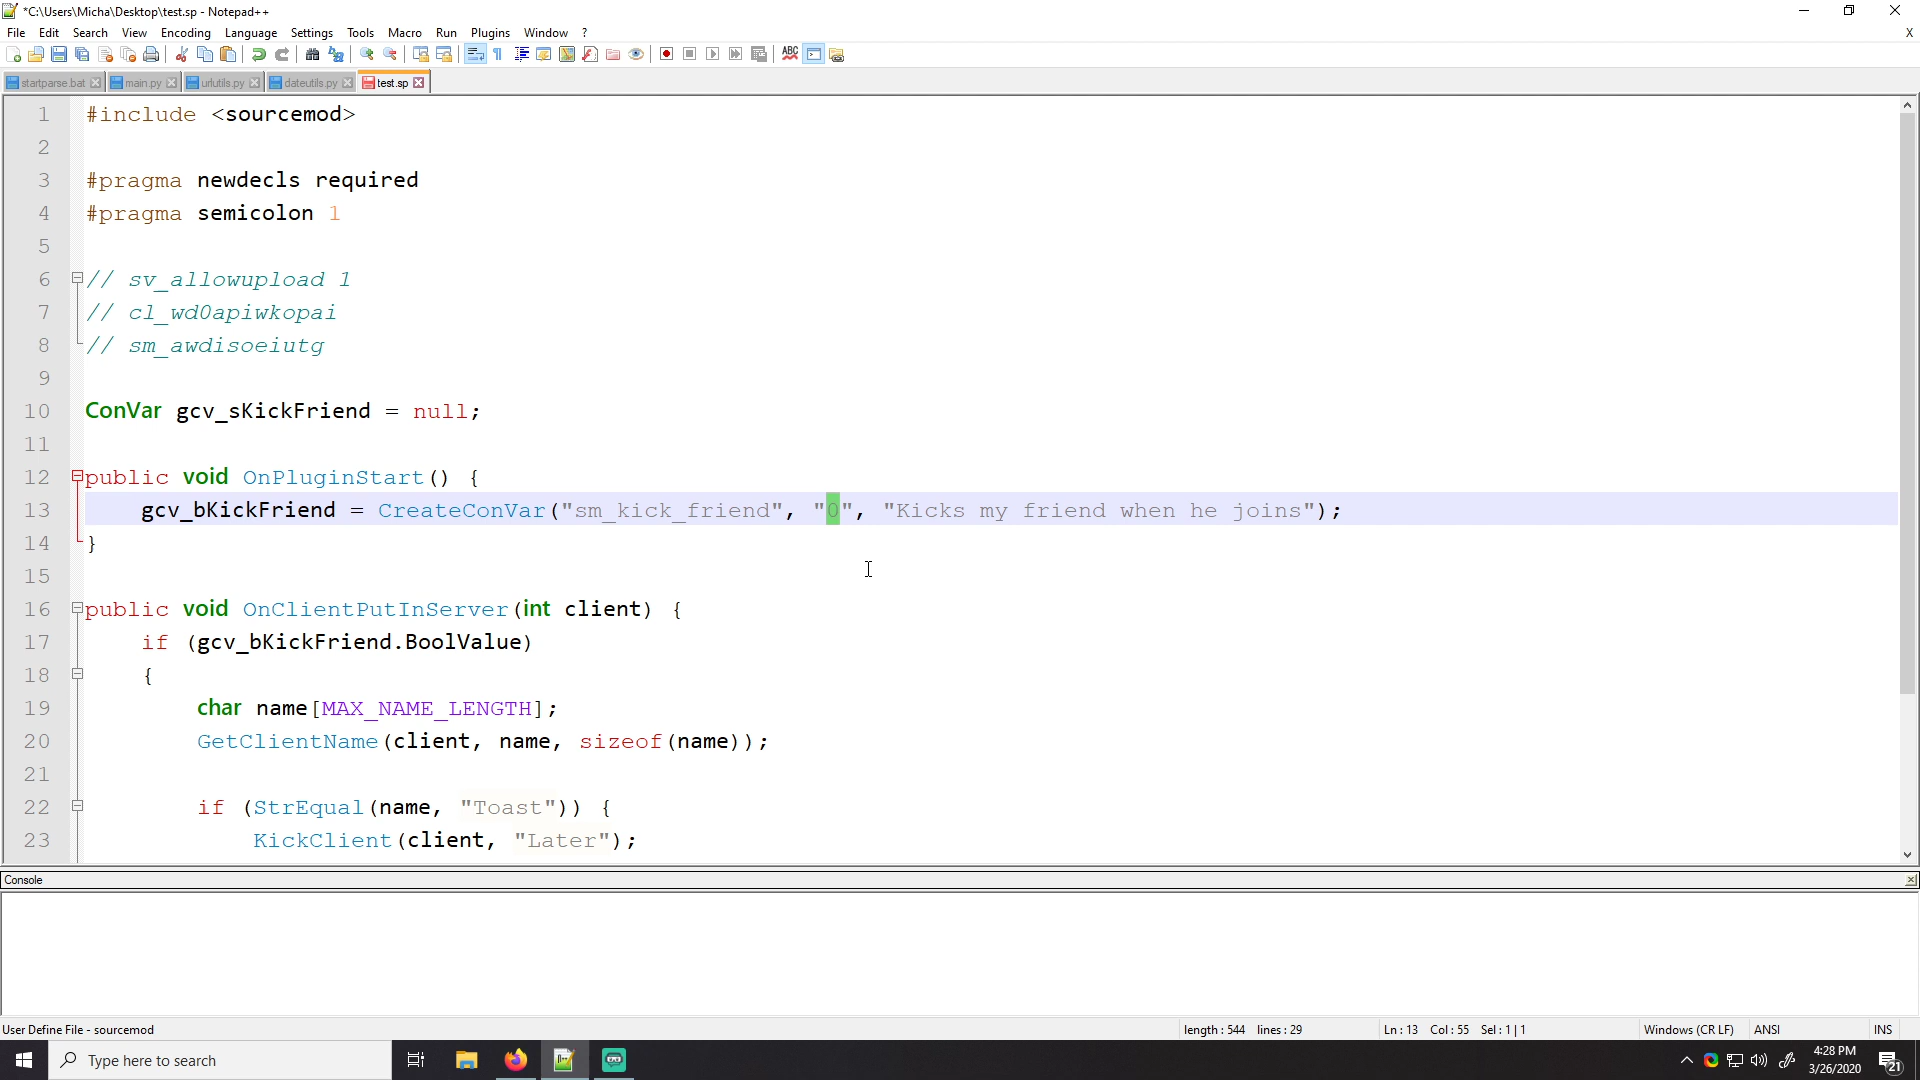 *C:\Users\Micha\Desktop\test.sp - Notepad++
File Edit Search View Encoding Language Settings Tools Macro Run Plugins Window ? X
startparse.bat main.py urlutils.py dateutils.py test.sp
1 #include <sourcemod>
2
3 #pragma newdecls required
4 #pragma semicolon 1
5
6 // sv_allowupload 1
7 // cl_wd0apiwkopai
8 // sm_awdisoeiutg
9
10 ConVar gcv_sKickFriend = null;
11
12 public void OnPluginStart() {
13 gcv_bKickFriend = CreateConVar("sm_kick_friend", "0", "Kicks my friend when he joins");
14 }
15
16 public void OnClientPutInServer(int client) {
17 if (gcv_bKickFriend.BoolValue)
18 {
19 char name[MAX_NAME_LENGTH];
20 GetClientName(client, name, sizeof(name));
21
22 if (StrEqual(name, "Toast")) {
23 KickClient(client, "Later");
Console
User Define File - sourcemod length : 544 lines : 29 Ln : 13 Col : 55 Sel : 1 | 1 Windows (CR LF) ANSI INS
Type here to search 4:28 PM
3/26/2020 21